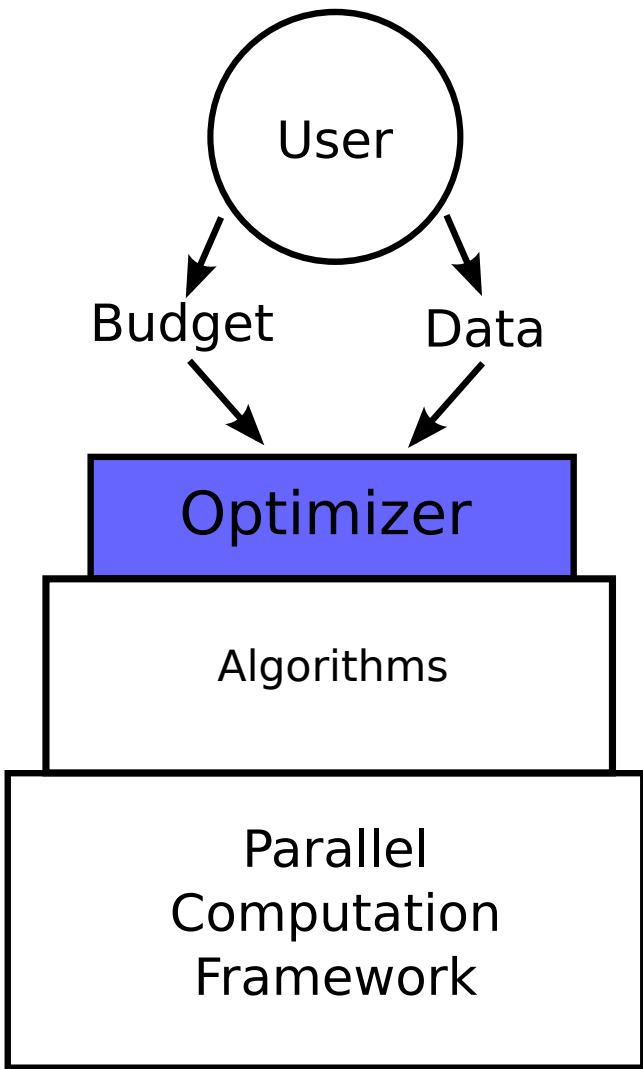 User
Budget
Data
Optimizer
Algorithms
Parallel
Computation
Framework